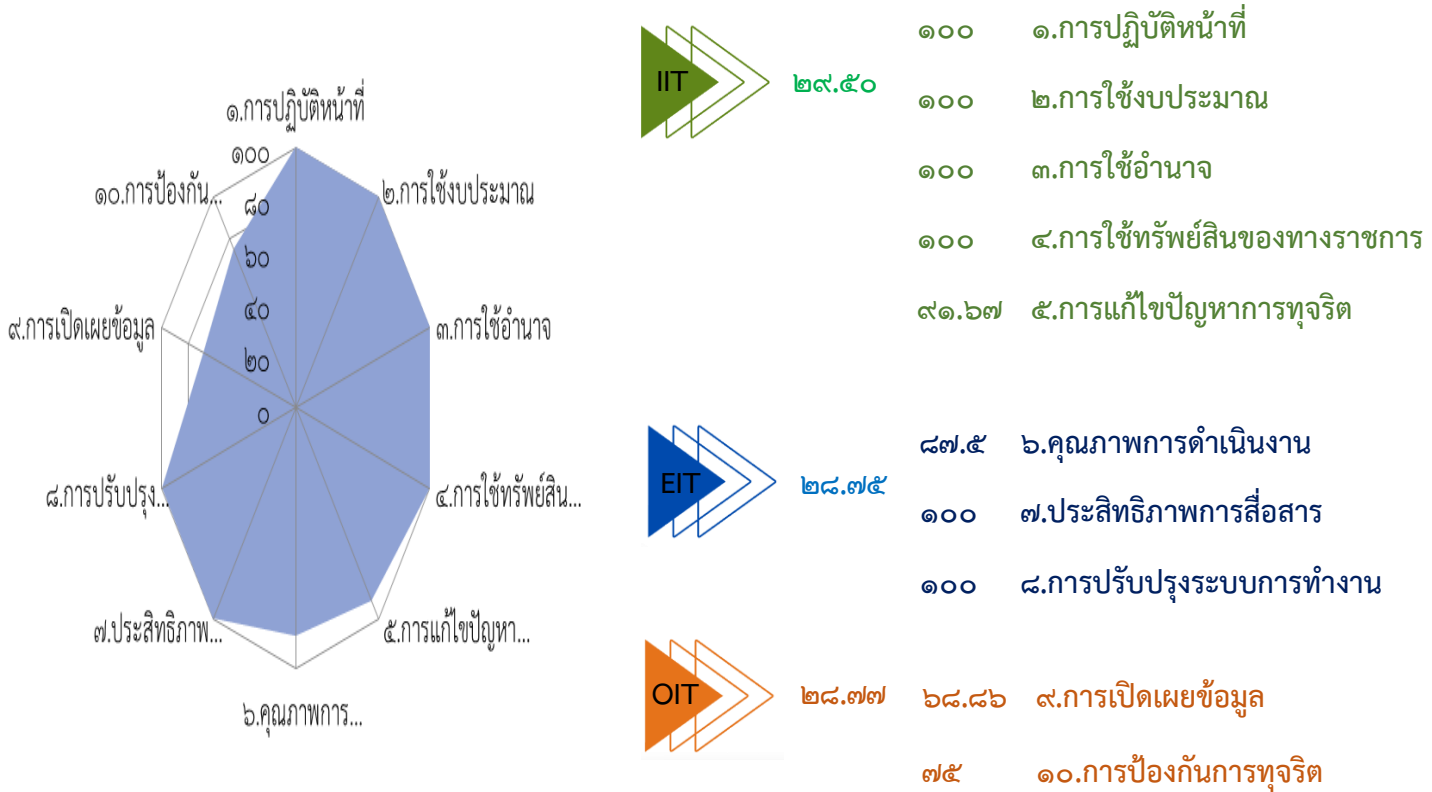 ๑.การปฏิบัติหน้าที่
๒.การใช้งบประมาณ
๓.การใช้อำนาจ
๔.การใช้ทรัพย์สิน...
๕.การแก้ไขปัญหา...
๖.คุณภาพการ...
๗.ประสิทธิภาพ...
๘.การปรับปรุง...
๙.การเปิดเผยข้อมูล
๑๐.การป้องกัน...
๑๐๐
๘๐
๖๐
๔๐
๒๐
๐
IIT ๒๙.๕๐
๑๐๐ ๑.การปฏิบัติหน้าที่
๑๐๐ ๒.การใช้งบประมาณ
๑๐๐ ๓.การใช้อำนาจ
๑๐๐ ๔.การใช้ทรัพย์สินของทางราชการ
๙๑.๖๗ ๕.การแก้ไขปัญหาการทุจริต
EIT ๒๘.๗๕
๘๗.๕ ๖.คุณภาพการดำเนินงาน
๑๐๐ ๗.ประสิทธิภาพการสื่อสาร
๑๐๐ ๘.การปรับปรุงระบบการทำงาน
OIT ๒๘.๗๗
๖๘.๘๖ ๙.การเปิดเผยข้อมูล
๗๕ ๑๐.การป้องกันการทุจริต